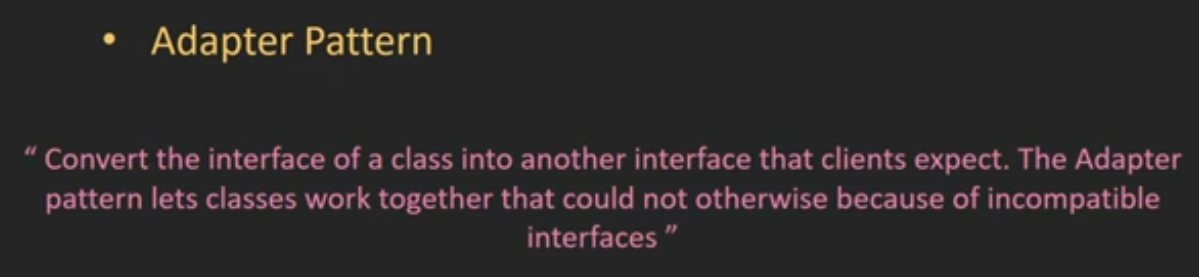 • Adapter Pattern
“ Convert the interface of a class into another interface that clients expect. The Adapter
pattern lets classes work together that could not otherwise because of incompatible
interfaces ”